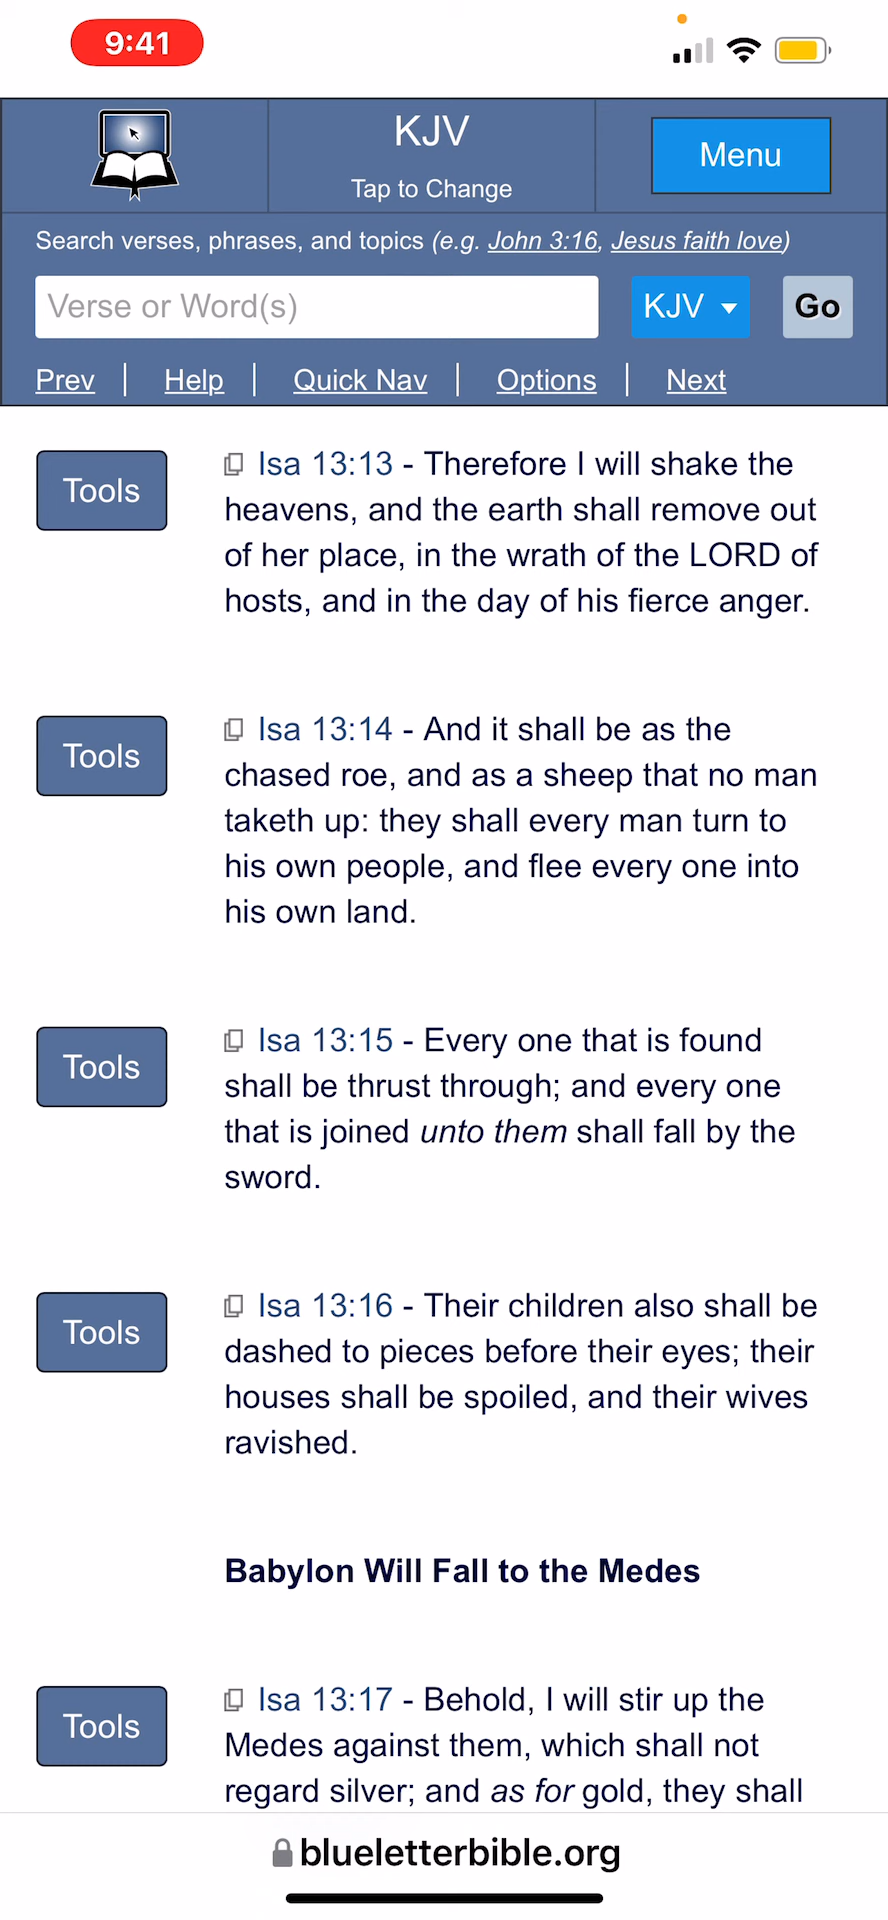 9:41
KJV
Tap to Change
Menu
Search verses, phrases, and topics (e.g. John 3:16, Jesus faith love)
Verse or Word(s)
KJV
Go
Prev | Help | Quick Nav | Options | Next
Tools
Isa 13:13 - Therefore I will shake the
heavens, and the earth shall remove out
of her place, in the wrath of the LORD of
hosts, and in the day of his fierce anger.
Tools
Isa 13:14 - And it shall be as the
chased roe, and as a sheep that no man
taketh up: they shall every man turn to
his own people, and flee every one into
his own land.
Tools
Isa 13:15 - Every one that is found
shall be thrust through; and every one
that is joined unto them shall fall by the
sword.
Tools
Isa 13:16 - Their children also shall be
dashed to pieces before their eyes; their
houses shall be spoiled, and their wives
ravished.
Babylon Will Fall to the Medes
Tools
Isa 13:17 - Behold, I will stir up the
Medes against them, which shall not
regard silver; and as for gold, they shall
blueletterbible.org